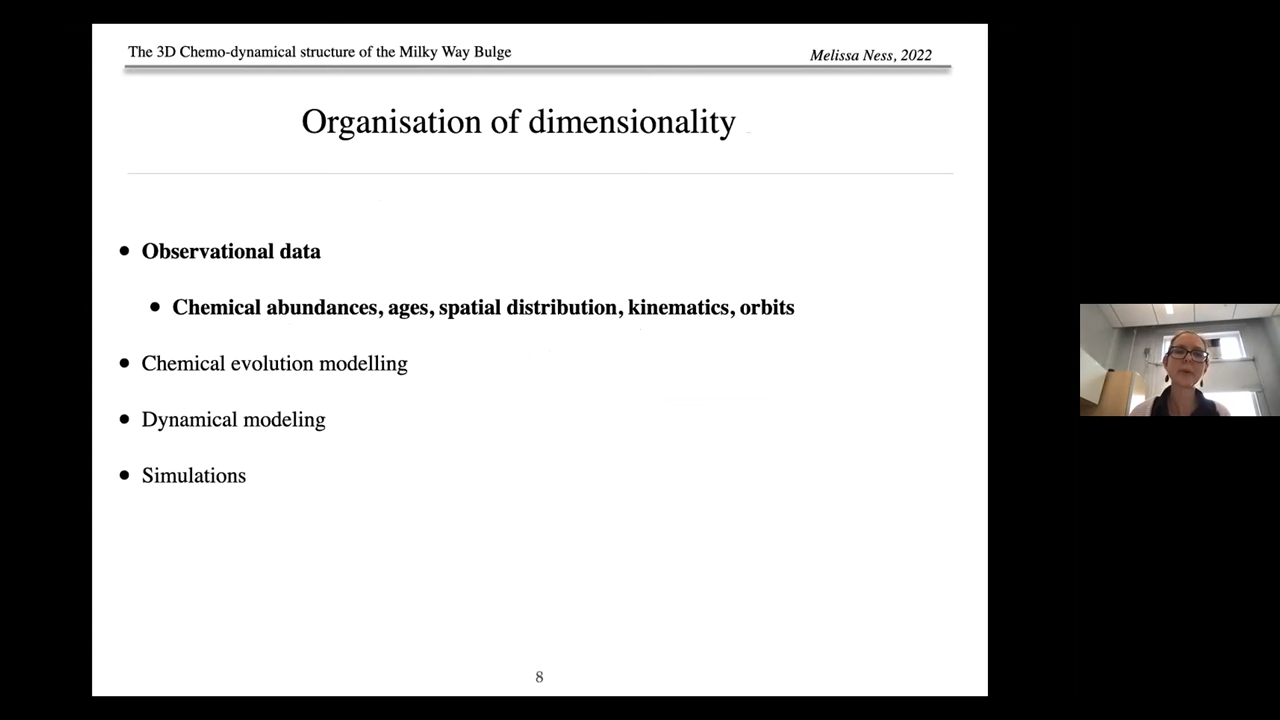 The 3D Chemo-dynamical structure of the Milky Way Bulge
Melissa Ness, 2022
Organisation of dimensionality
• Observational data
• Chemical abundances, ages, spatial distribution, kinematics, orbits
• Chemical evolution modelling
• Dynamical modeling
• Simulations
8